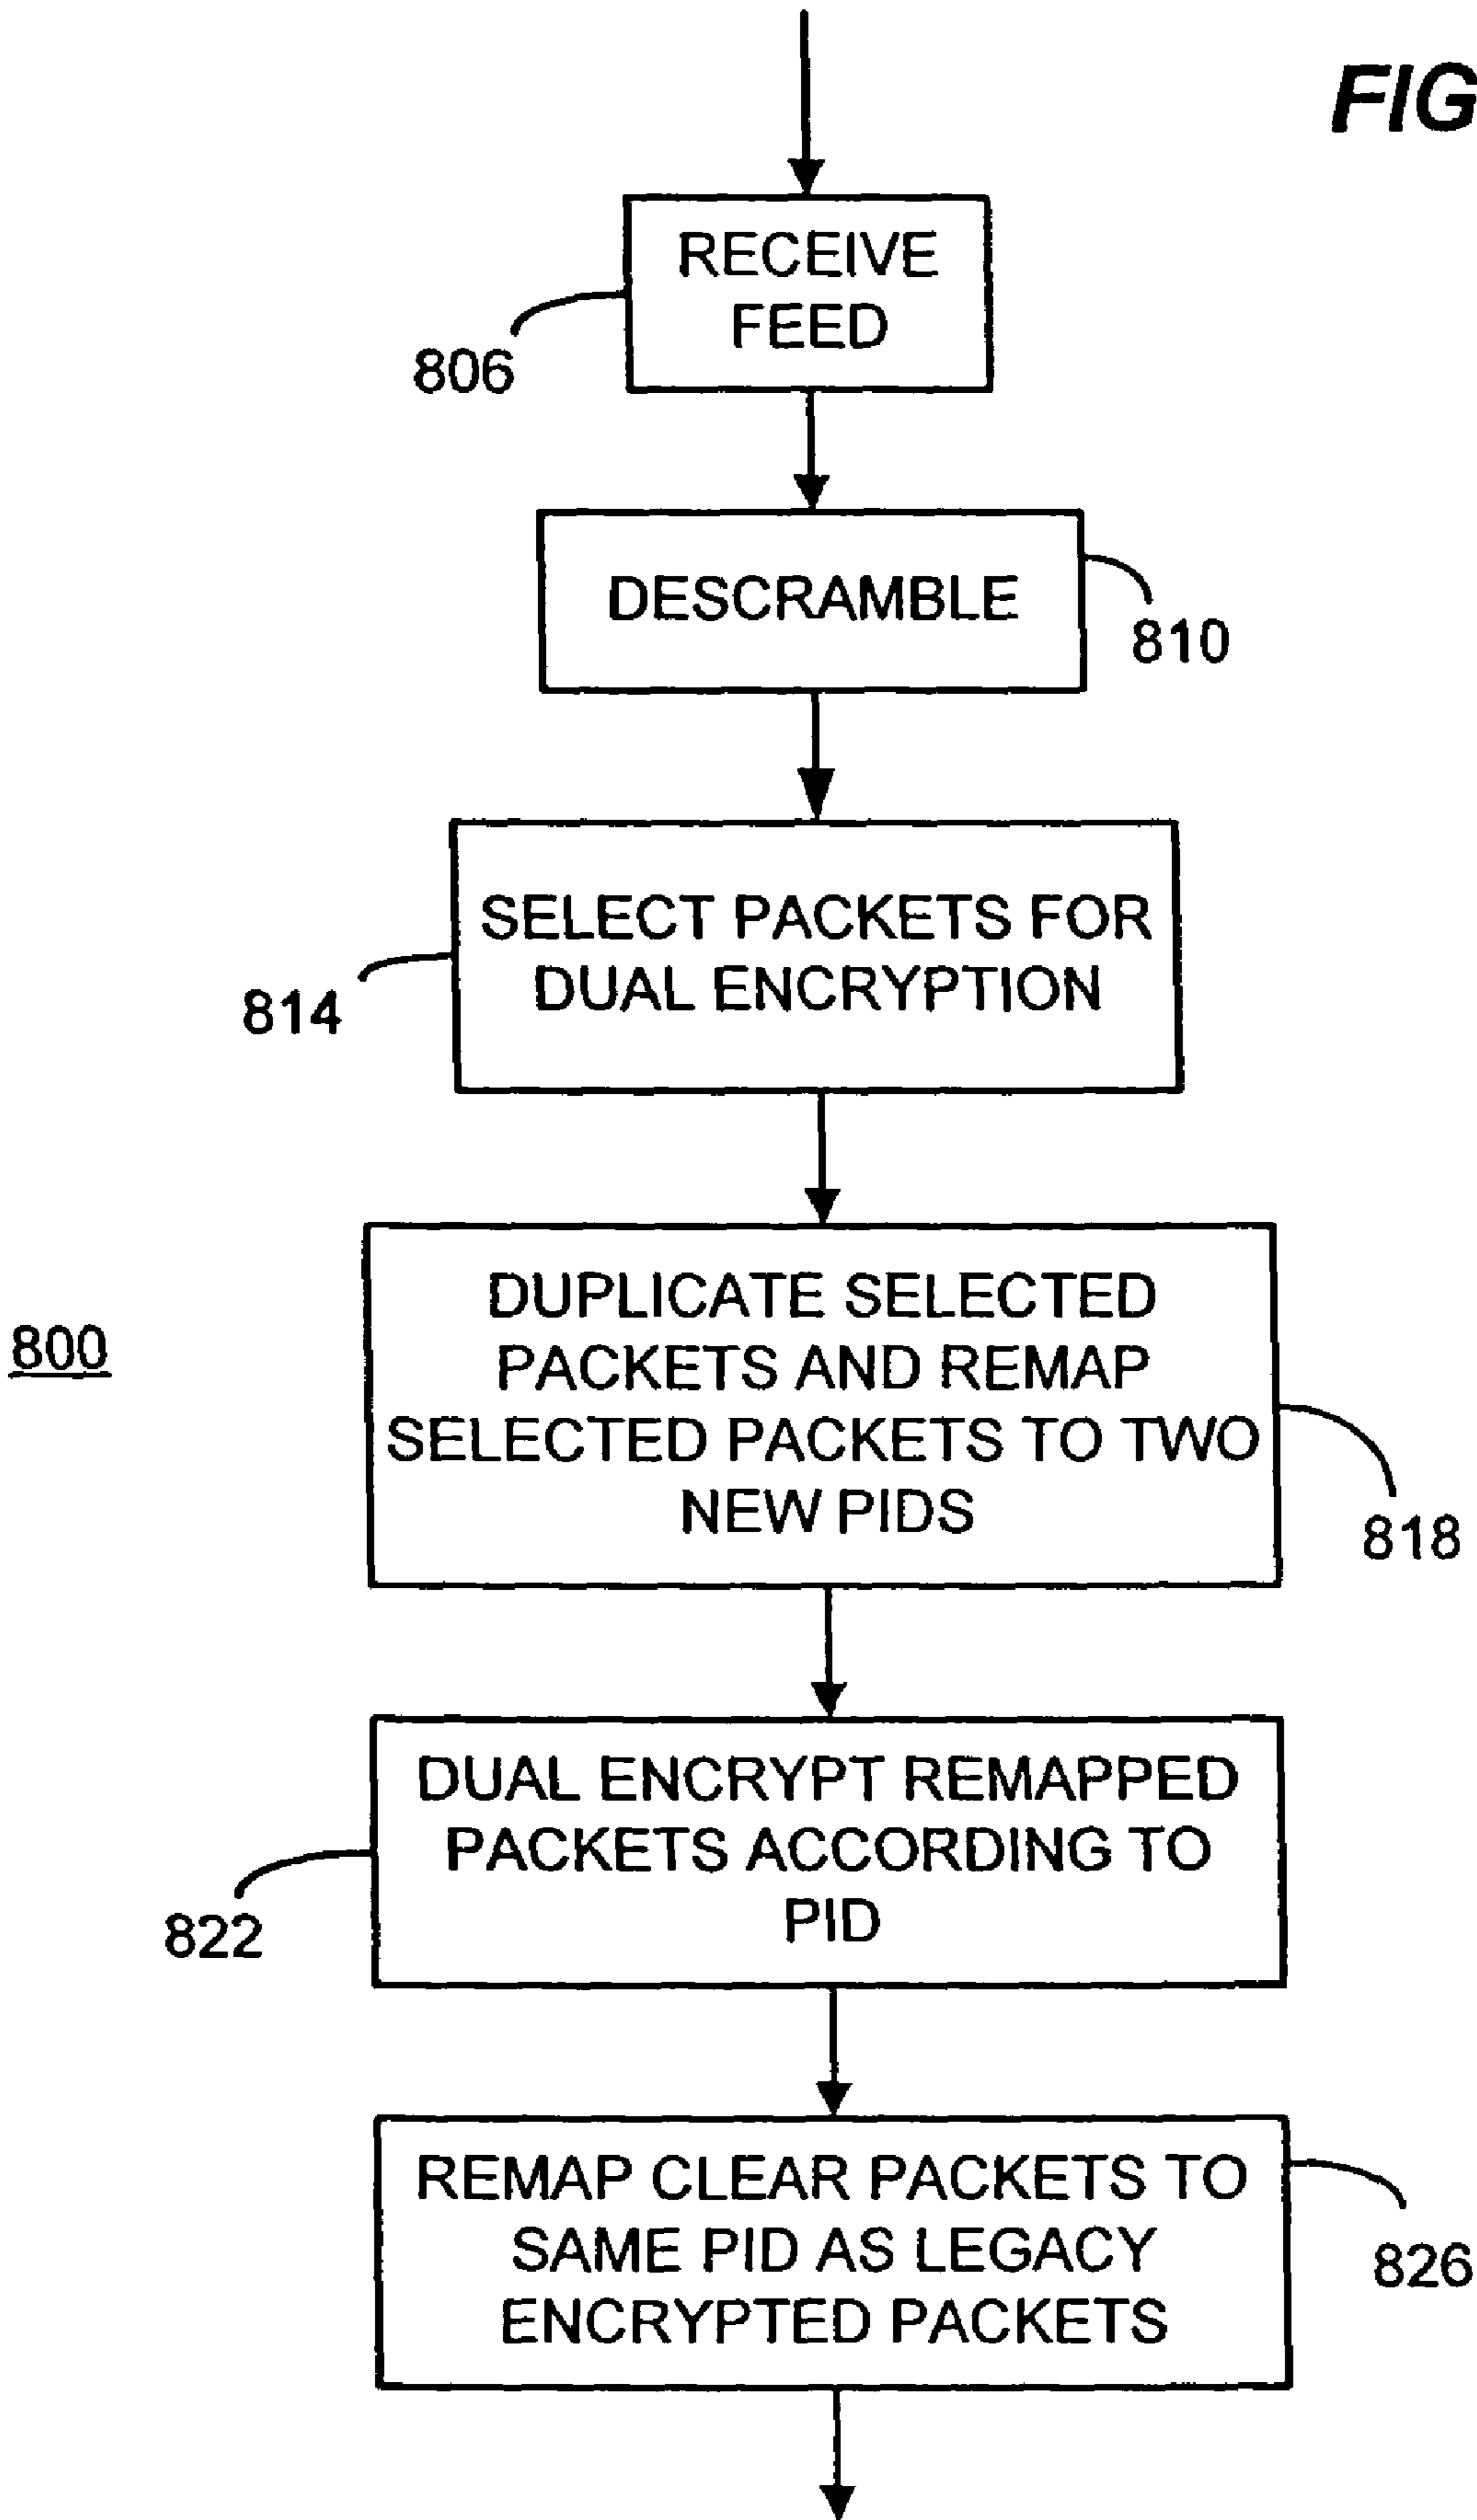 FIG
RECEIVE
FEED
806
DESCRAMBLE
810
SELECT PACKETS FOR
DUAL ENCRYPTION
814
DUPLICATE SELECTED
PACKETS AND REMAP
SELECTED PACKETS TO TWO
NEW PIDS
800
818
DUAL ENCRYPT REMAPPED
PACKETS ACCORDING TO
PID
822
REMAP CLEAR PACKETS TO
SAME PID AS LEGACY
ENCRYPTED PACKETS
826